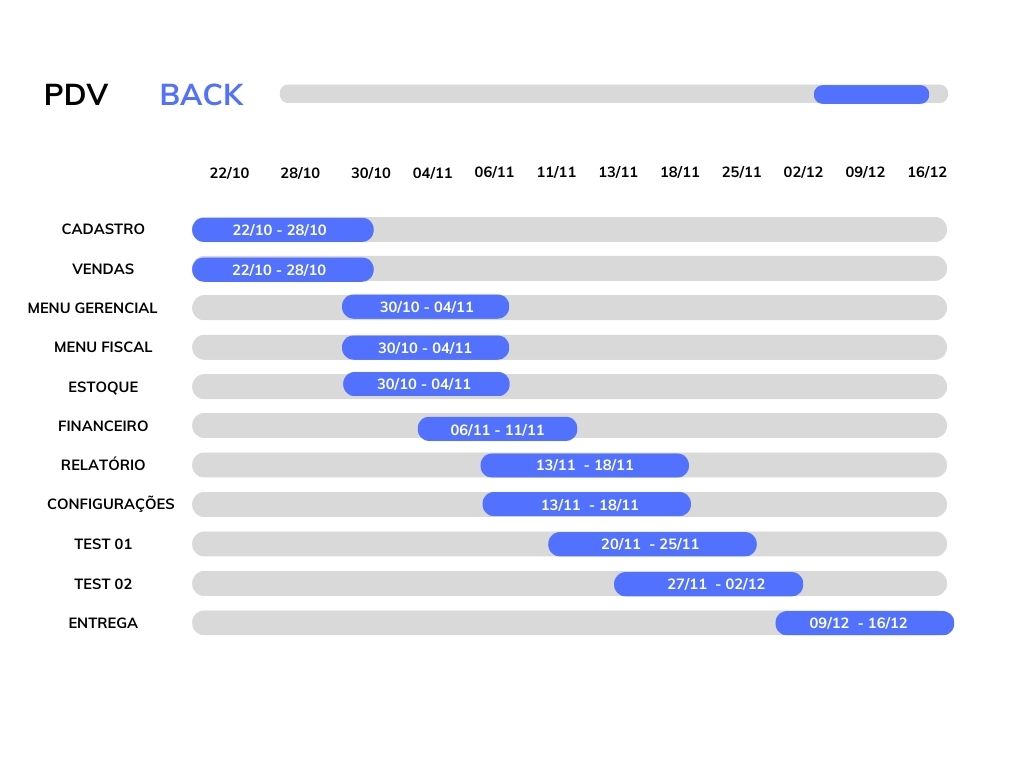 PDV BACK
22/10 28/10 30/10 04/11 06/11 11/11 13/11 18/11 25/11 02/12 09/12 16/12
CADASTRO 22/10 - 28/10
VENDAS 22/10 - 28/10
MENU GERENCIAL 30/10 - 04/11
MENU FISCAL 30/10 - 04/11
ESTOQUE 30/10 - 04/11
FINANCEIRO 06/11 - 11/11
RELATÓRIO 13/11 - 18/11
CONFIGURAÇÕES 13/11 - 18/11
TEST 01 20/11 - 25/11
TEST 02 27/11 - 02/12
ENTREGA 09/12 - 16/12